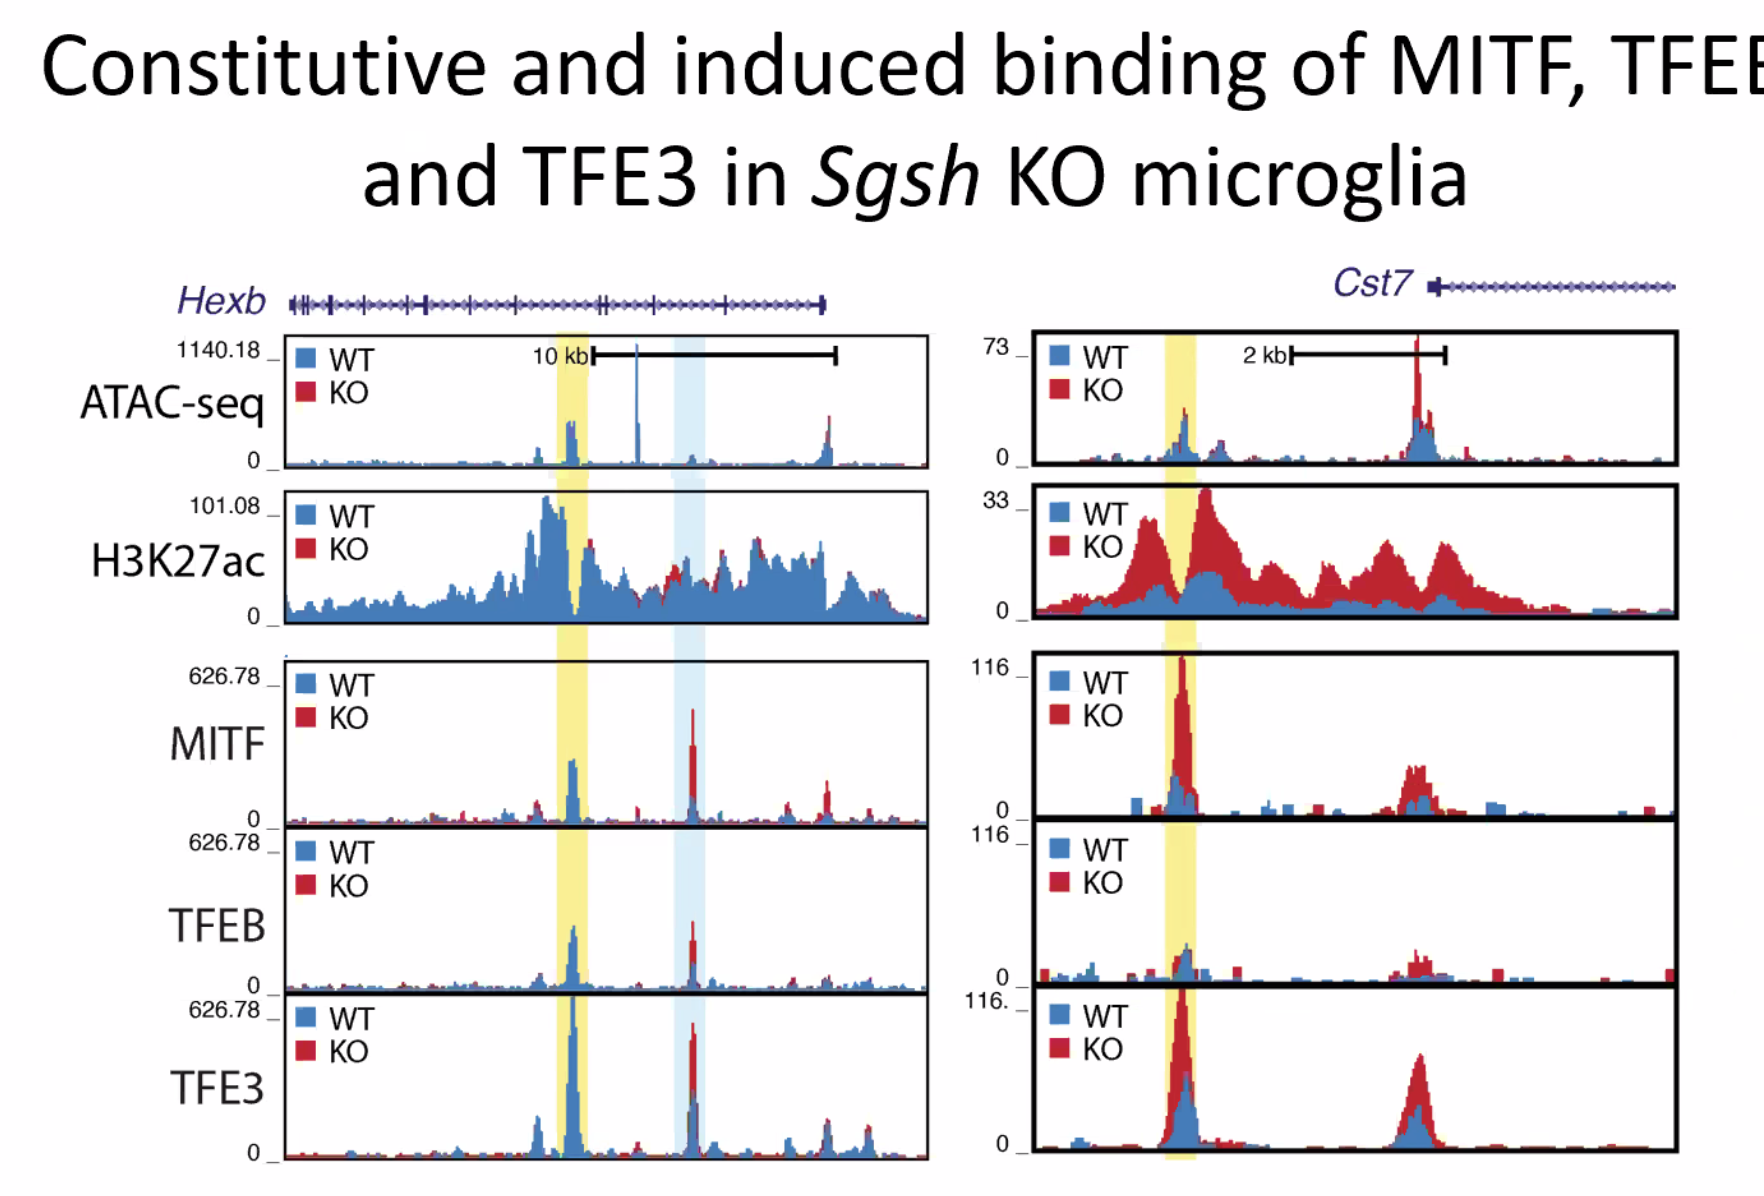 Constitutive and induced binding of MITF, TFEB
and TFE3 in Sgsh KO microglia
Hexb
1140.18
ATAC-seq
0
WT
KO
10 kb
101.08
H3K27ac
0
WT
KO
626.78
MITF
0
WT
KO
626.78
TFEB
0
WT
KO
626.78
TFE3
0
WT
KO
Cst7
73
0
WT
KO
2 kb
33
0
WT
KO
116
0
WT
KO
116
0
WT
KO
116.
0
WT
KO